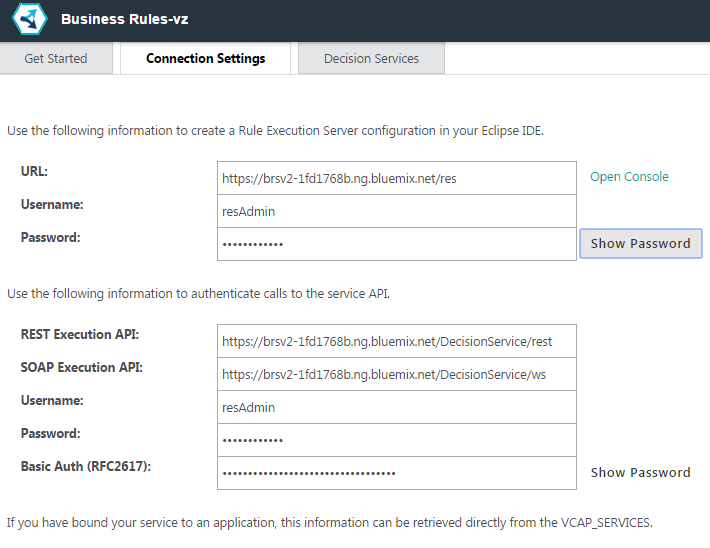 Business Rules-vz
Get Started
Connection Settings
Decision Services
Use the following information to create a Rule Execution Server configuration in your Eclipse IDE.
URL: https://brsv2-1fd1768b.ng.bluemix.net/res Open Console
Username: resAdmin
Password: •••••••••••• Show Password
Use the following information to authenticate calls to the service API.
REST Execution API: https://brsv2-1fd1768b.ng.bluemix.net/DecisionService/rest
SOAP Execution API: https://brsv2-1fd1768b.ng.bluemix.net/DecisionService/ws
Username: resAdmin
Password: ••••••••••••
Basic Auth (RFC2617): •••••••••••••••••••••••••••••••••• Show Password
If you have bound your service to an application, this information can be retrieved directly from the VCAP_SERVICES.